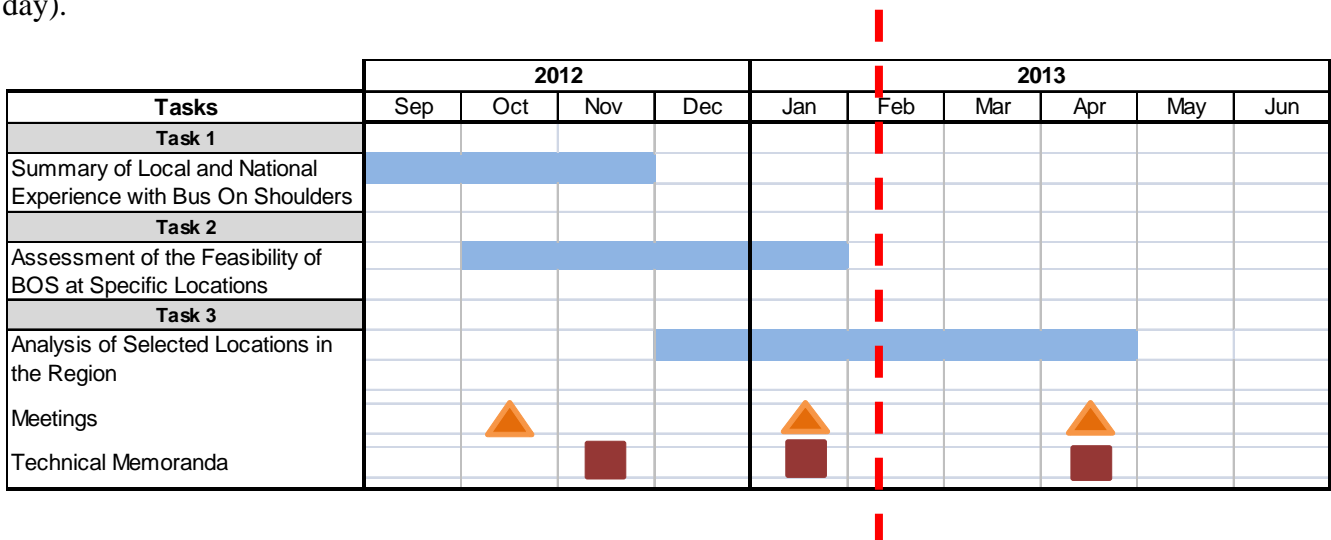 day).
2012 2013
Tasks Sep Oct Nov Dec Jan Feb Mar Apr May Jun
Task 1
Summary of Local and National
Experience with Bus On Shoulders
Task 2
Assessment of the Feasibility of
BOS at Specific Locations
Task 3
Analysis of Selected Locations in
the Region
Meetings
Technical Memoranda